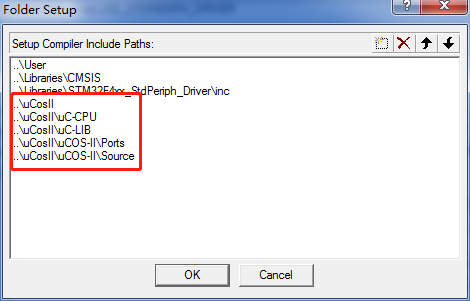 Folder Setup
?
Setup Compiler Include Paths:
..\User
..\Libraries\CMSIS
..\Libraries\STM32F4xx_StdPeriph_Driver\inc
..\uCosII
..\uCosII\uC-CPU
..\uCosII\uC-LIB
..\uCosII\uCOS-II\Ports
..\uCosII\uCOS-II\Source
OK
Cancel